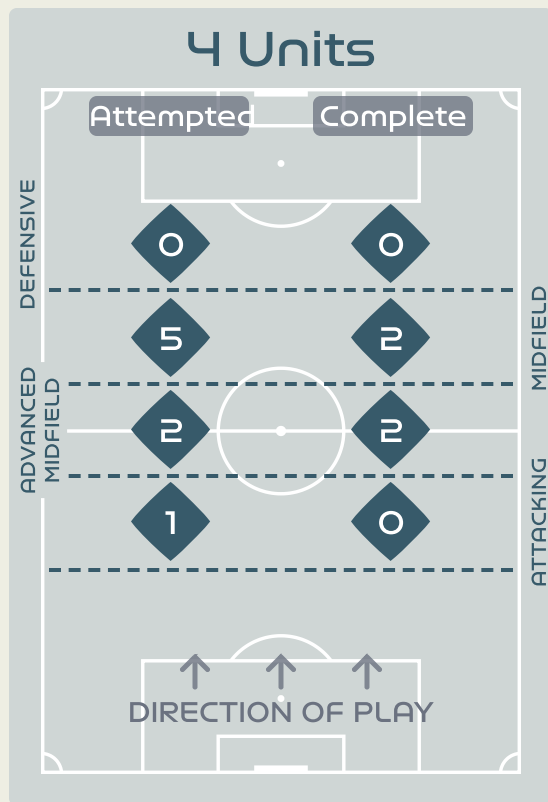 4 Units
Attempted Complete
DEFENSIVE
0 0
MIDFIELD
5 2
ADVANCED
MIDFIELD
2 2
ATTACKING
1 0
DIRECTION OF PLAY